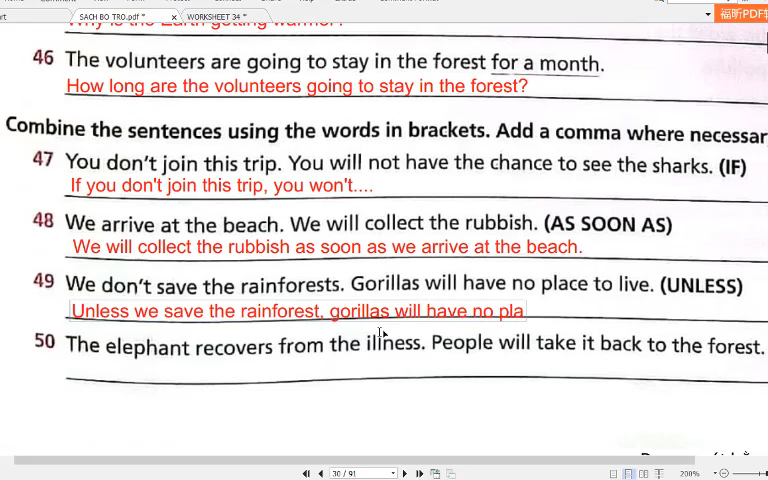 SACH BO TRO.pdf * × WORKSHEET 34 *
福昕PDF
Why is the Earth getting warmer?
46 The volunteers are going to stay in the forest for a month.
How long are the volunteers going to stay in the forest?
Combine the sentences using the words in brackets. Add a comma where necessar
47 You don't join this trip. You will not have the chance to see the sharks. (IF)
If you don't join this trip, you won't....
48 We arrive at the beach. We will collect the rubbish. (AS SOON AS)
We will collect the rubbish as soon as we arrive at the beach.
49 We don't save the rainforests. Gorillas will have no place to live. (UNLESS)
Unless we save the rainforest, gorillas will have no pla
50 The elephant recovers from the illness. People will take it back to the forest.
30 / 91
200%